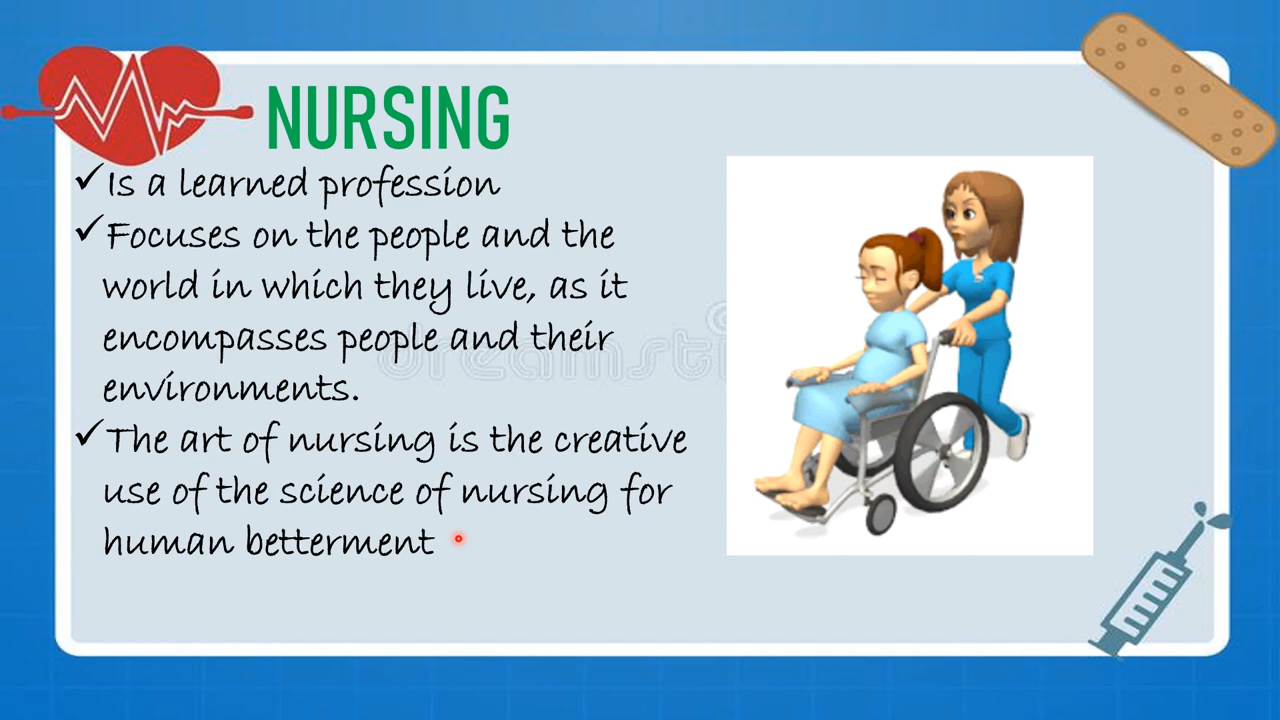 NURSING
✓Is a learned profession
✓Focuses on the people and the
world in which they live, as it
encompasses people and their
environments.
✓The art of nursing is the creative
use of the science of nursing for
human betterment
dreamsti